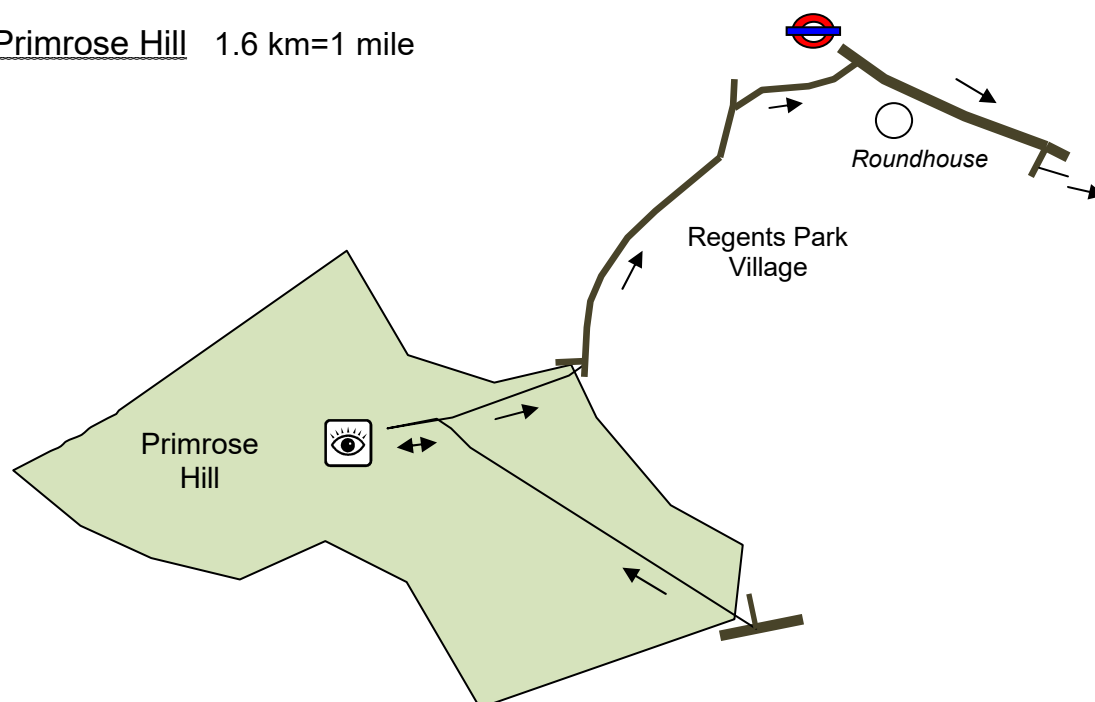 Primrose Hill 1.6 km=1 mile
Roundhouse
Regents Park
Village
Primrose
Hill